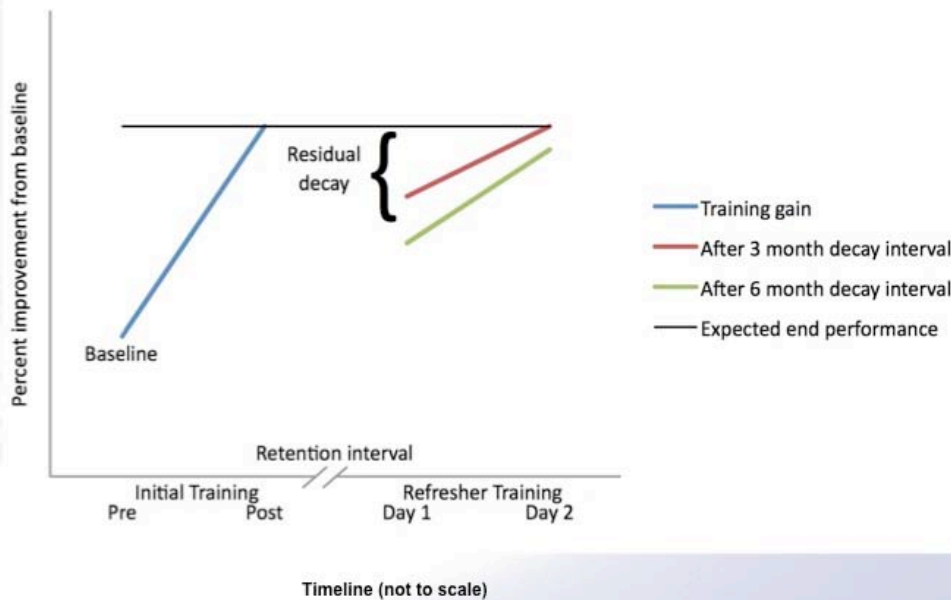 Percent improvement from baseline
Residual
decay
Baseline
Retention interval
Initial Training
Refresher Training
Pre
Post
Day 1
Day 2
Timeline (not to scale)
Training gain
After 3 month decay interval
After 6 month decay interval
Expected end performance